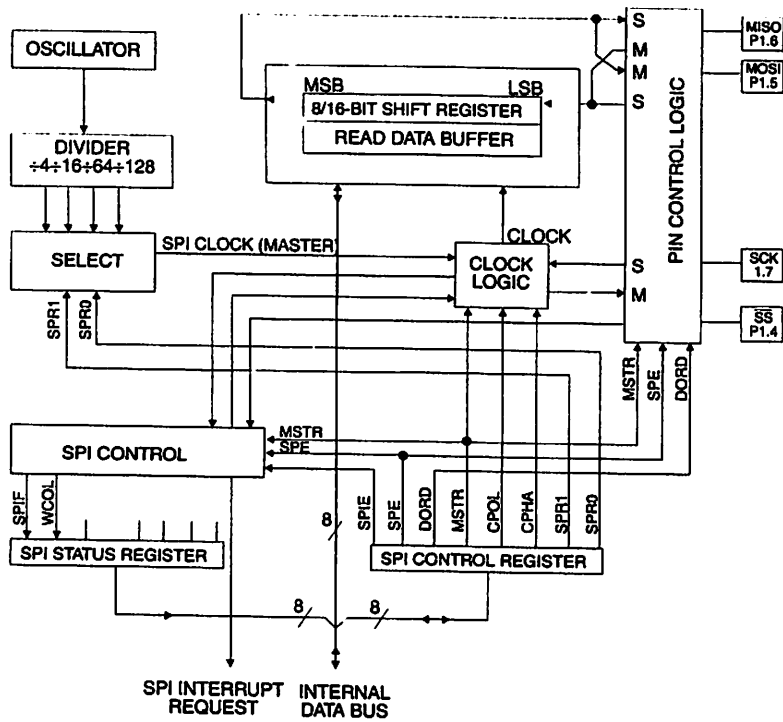 OSCILLATOR
DIVIDER
÷4÷16÷64÷128
SELECT
SPI CLOCK (MASTER)
SPR1
SPR0
MSB
LSB
8/16-BIT SHIFT REGISTER
READ DATA BUFFER
CLOCK
CLOCK
LOGIC
S
M
M
S
S
M
PIN CONTROL LOGIC
MISO
P1.6
MOSI
P1.5
SCK
1.7
SS
P1.4
MSTR
SPE
DORD
SPI CONTROL
MSTR
SPE
SPIF
WCOL
SPI STATUS REGISTER
SPIE
SPE
DORD
MSTR
CPOL
CPHA
SPR1
SPR0
SPI CONTROL REGISTER
8
8
8
SPI INTERRUPT
REQUEST
INTERNAL
DATA BUS